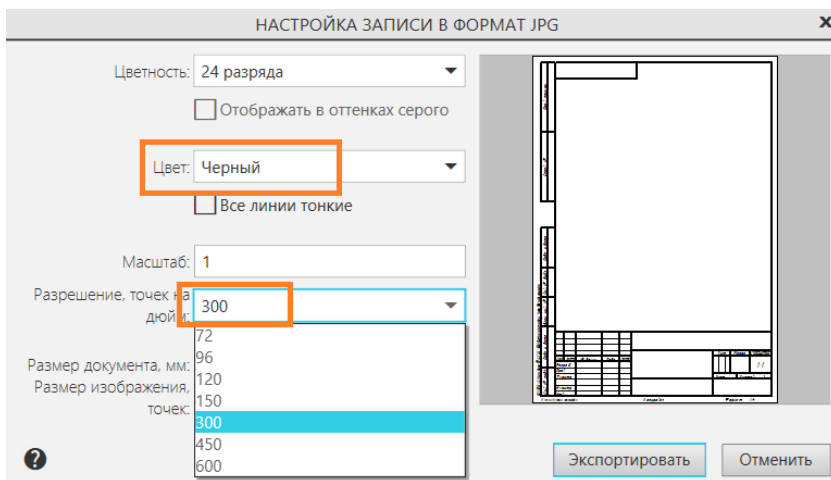 НАСТРОЙКА ЗАПИСИ В ФОРМАТ JPG
x
Цветность: 24 разряда
Отображать в оттенках серого
Цвет: Черный
Все линии тонкие
Масштаб: 1
Разрешение, точек на
дюйм: 300
72
96
Размер документа, мм:
120
Размер изображения,
точек:
150
300
450
600
?
Экспортировать
Отменить